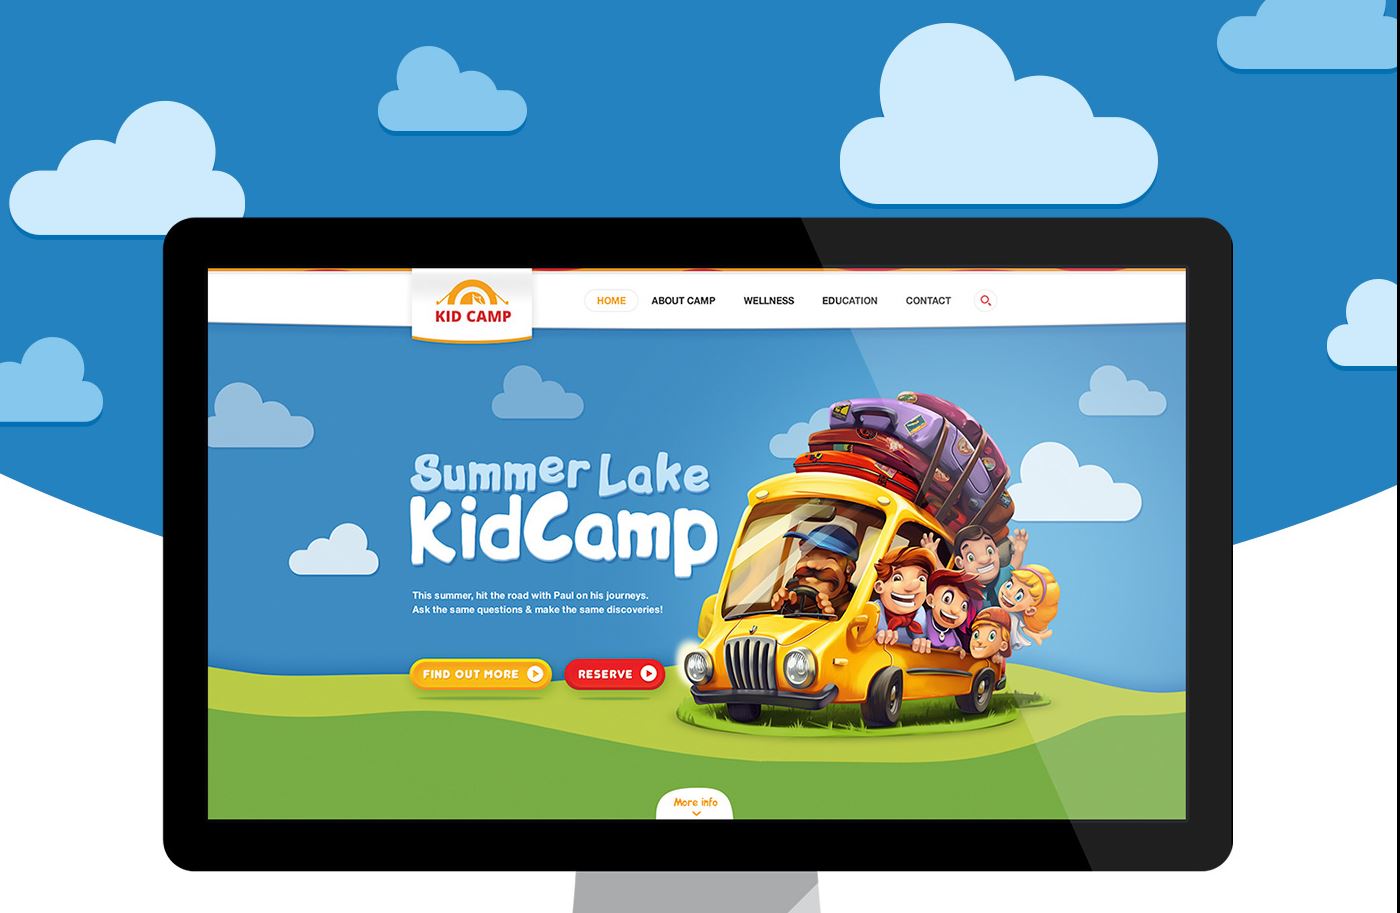 KID CAMP
HOME
ABOUT CAMP
WELLNESS
EDUCATION
CONTACT
Summer Lake
KidCamp
This summer, hit the road with Paul on his journeys.
Ask the same questions & make the same discoveries!
FIND OUT MORE
RESERVE
More info